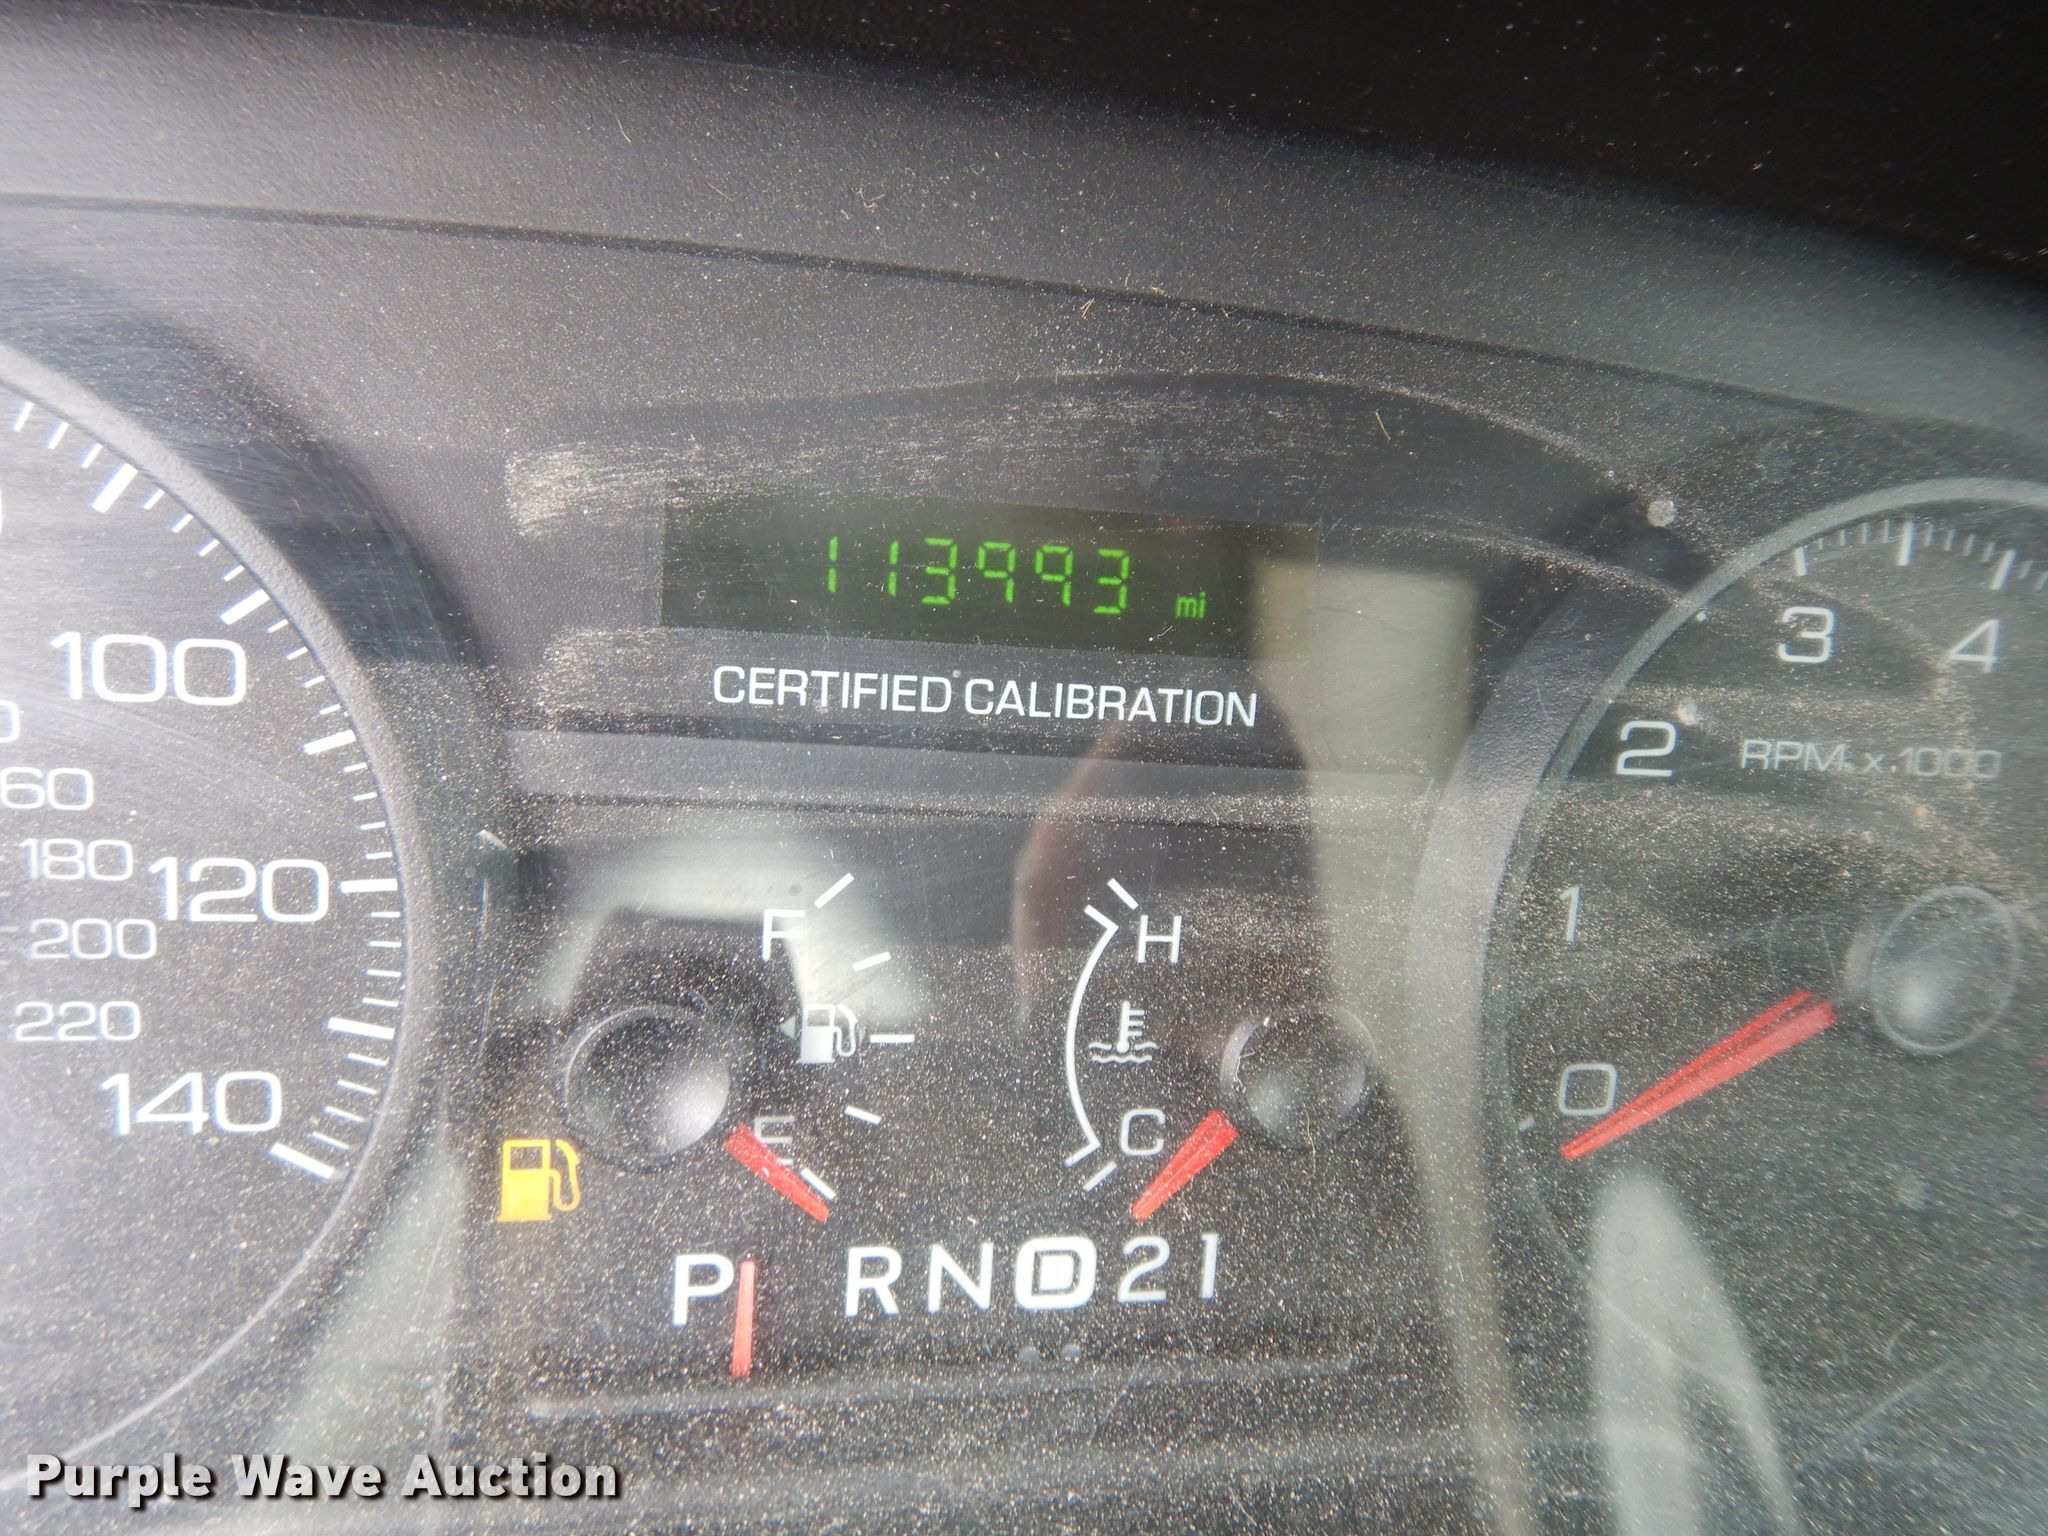 113993 mi
CERTIFIED CALIBRATION
100
120
140
60
180
200
220
F
E
H
C
P R N D 2 1
0
1
2
3
4
RPM x 1000
Purple Wave Auction